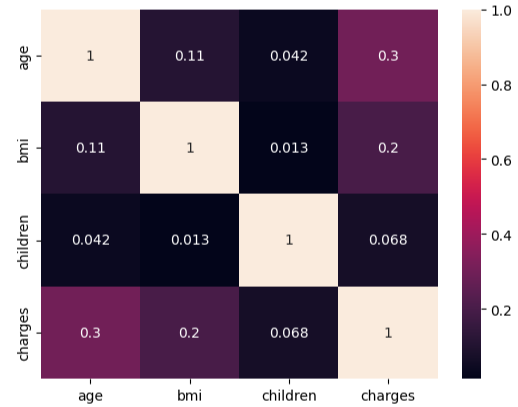 age 1 0.11 0.042 0.3
bmi 0.11 1 0.013 0.2
children 0.042 0.013 1 0.068
charges 0.3 0.2 0.068 1
age bmi children charges
1.0
0.8
0.6
0.4
0.2